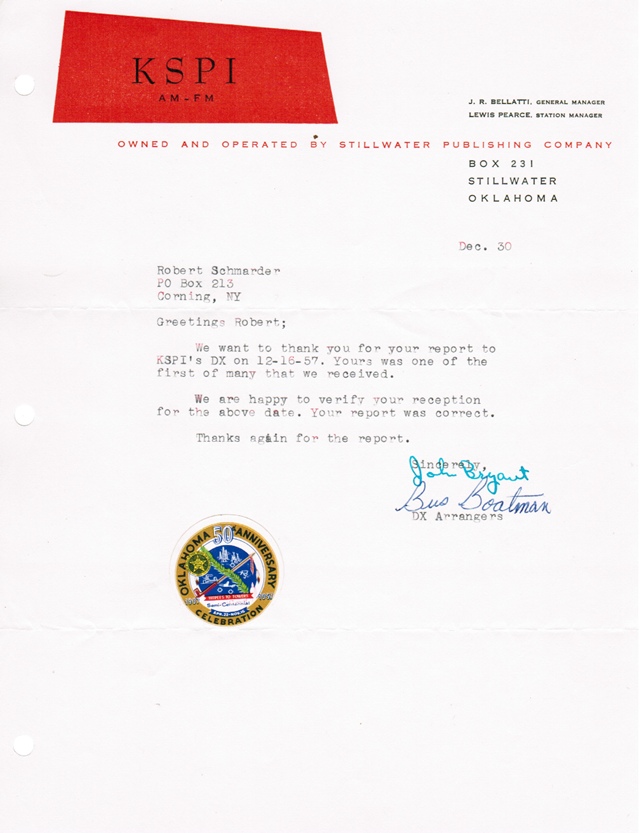 KSPI
AM-FM
J. R. BELLATTI, GENERAL MANAGER
LEWIS PEARCE, STATION MANAGER
OWNED AND OPERATED BY STILLWATER PUBLISHING COMPANY
BOX 231
STILLWATER
OKLAHOMA
Dec. 30
Robert Schmarder
PO Box 213
Corning, NY
Greetings Robert;
We want to thank you for your report to
KSPI's DX on 12-16-57. Yours was one of the
first of many that we received.
We are happy to verify your reception
for the above date. Your report was correct.
Thanks again for the report.
Sincerely,
John Bryant
Bus Boatman
DX Arrangers
OKLAHOMA 50th ANNIVERSARY
Semi-Centennial
CELEBRATION